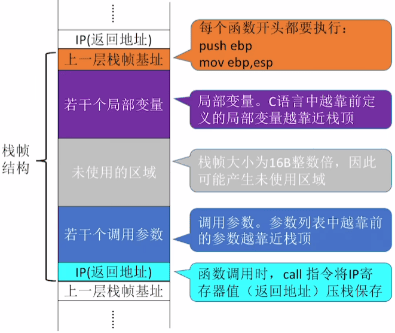 ⋮
IP(返回地址)
上一层栈帧基址
若干个局部变量
未使用的区域
若干个调用参数
IP(返回地址)
上一层栈帧基址
⋮
栈帧
结构
每个函数开头都要执行：
push ebp
mov ebp,esp
局部变量。C语言中越靠前定
义的局部变量越靠近栈顶
栈帧大小为16B整数倍，因此
可能产生未使用区域
调用参数。参数列表中越靠前
的参数越靠近栈顶
函数调用时，call 指令将IP寄
存器值（返回地址）压栈保存